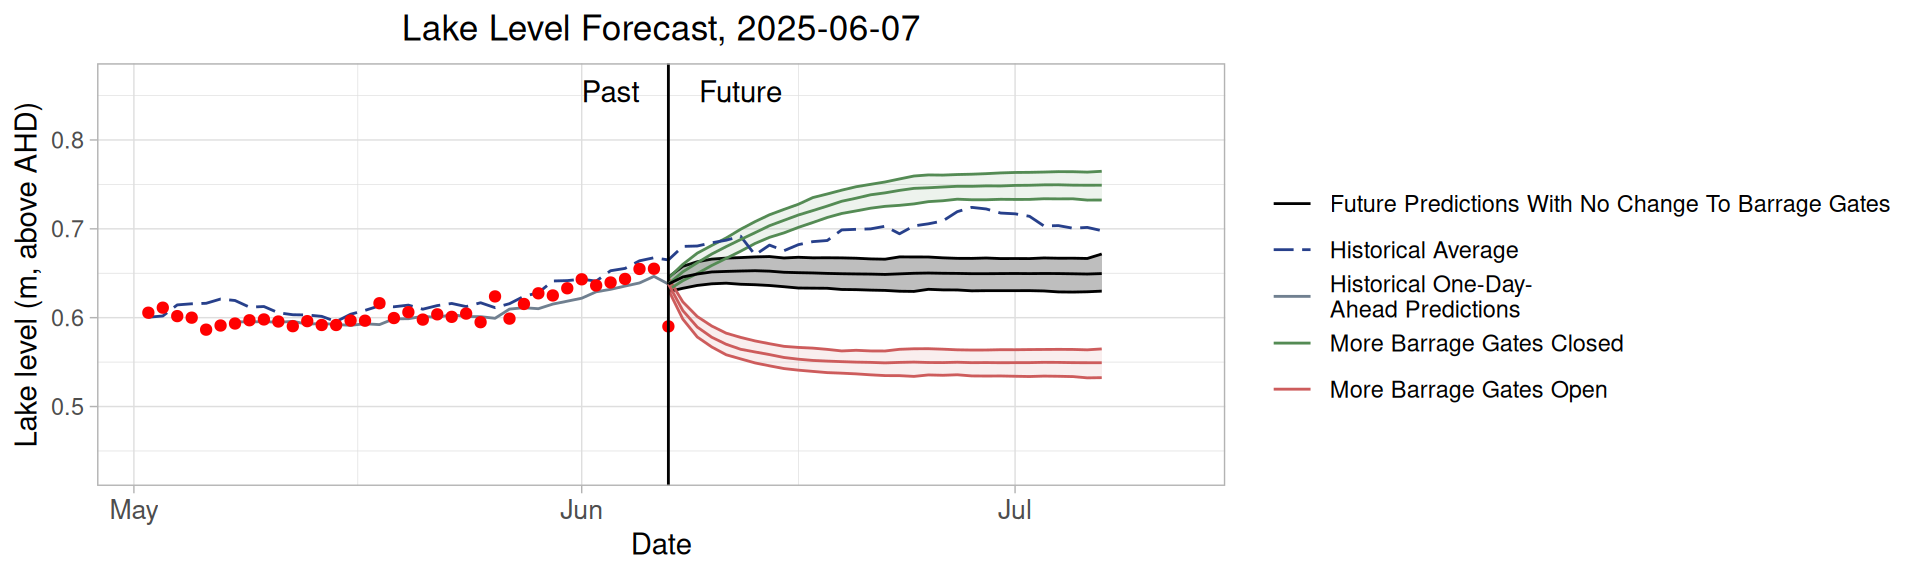 Lake Level Forecast, 2025-06-07
Past
Future
Lake level (m, above AHD)
0.8
0.7
0.6
0.5
May
Jun
Jul
Date
Future Predictions With No Change To Barrage Gates
Historical Average
Historical One-Day-
Ahead Predictions
More Barrage Gates Closed
More Barrage Gates Open